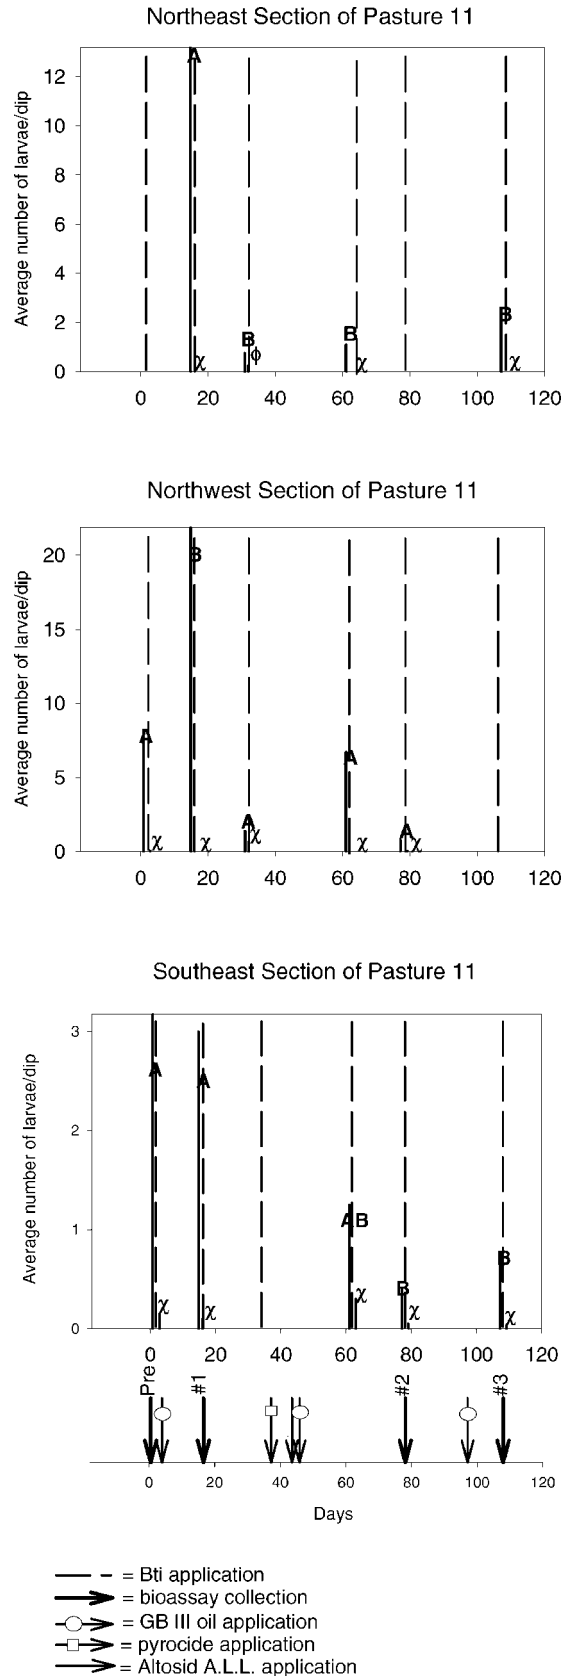 Northeast Section of Pasture 11
Average number of larvae/dip
12
10
8
6
4
2
0
A
χ
B
ϕ
B
χ
B
χ
0 20 40 60 80 100 120
Northwest Section of Pasture 11
Average number of larvae/dip
20
15
10
5
0
A
χ
B
χ
A
χ
A
χ
A
χ
0 20 40 60 80 100 120
Southeast Section of Pasture 11
Average number of larvae/dip
3
2
1
0
A
χ
A
χ
A B
χ
B
χ
B
χ
0 20 40 60 80 100 120
Pre #1 #2 #3
0 20 40 60 80 100 120
Days
= Bti application
= bioassay collection
= GB III oil application
= pyrocide application
= Altosid A.L.L. application